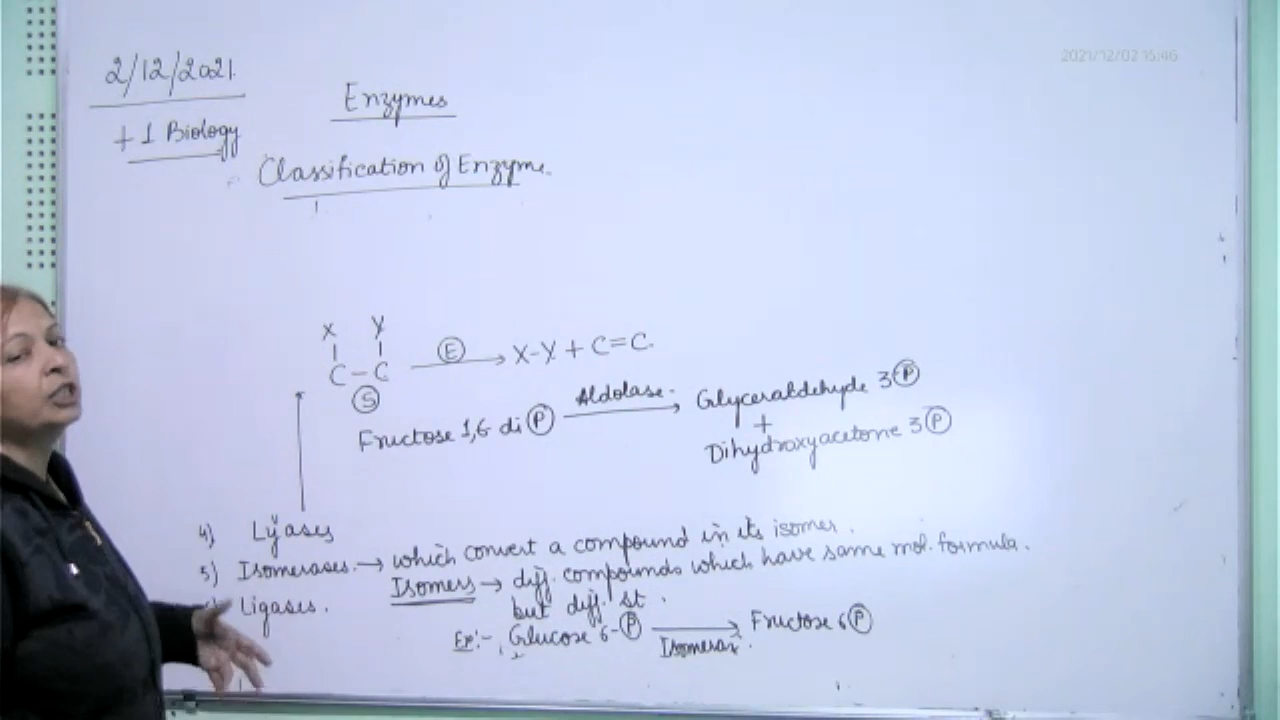 2/12/2021.
2021/12/02 15:46
+1 Biology
Enzymes
Classification of Enzyme.
X Y
C-C (E) → X-Y + C=C.
(S)
Fructose 1,6 di (P) Aldolase. → Glyceraldehyde 3 (P)
+
Dihydroxyacetone 3 (P)
4) Lyases
5) Isomerases. → which convert a compound in its isomer.
Isomers → diff. compounds which have same mol. formula.
but diff. st.
Ligases.
Ex:- Glucose 6-(P) → Fructose 6 (P)